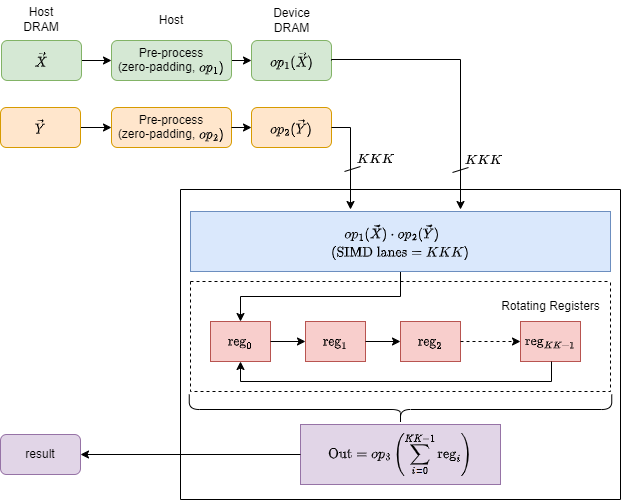 Host
DRAM
Host
Device
DRAM
$\vec{X}$
Pre-process
(zero-padding, $op_1$)
$op_1(\vec{X})$
$\vec{Y}$
Pre-process
(zero-padding, $op_2$)
$op_2(\vec{Y})$
KKK
KKK
$op_1(\vec{X}) \cdot op_2(\vec{Y})$
(SIMD lanes = KKK)
Rotating Registers
$\text{reg}_0$
$\text{reg}_1$
$\text{reg}_2$
$\text{reg}_{KK-1}$
result
$\text{Out} = op_3 \left( \sum_{i=0}^{KK-1} \text{reg}_i \right)$